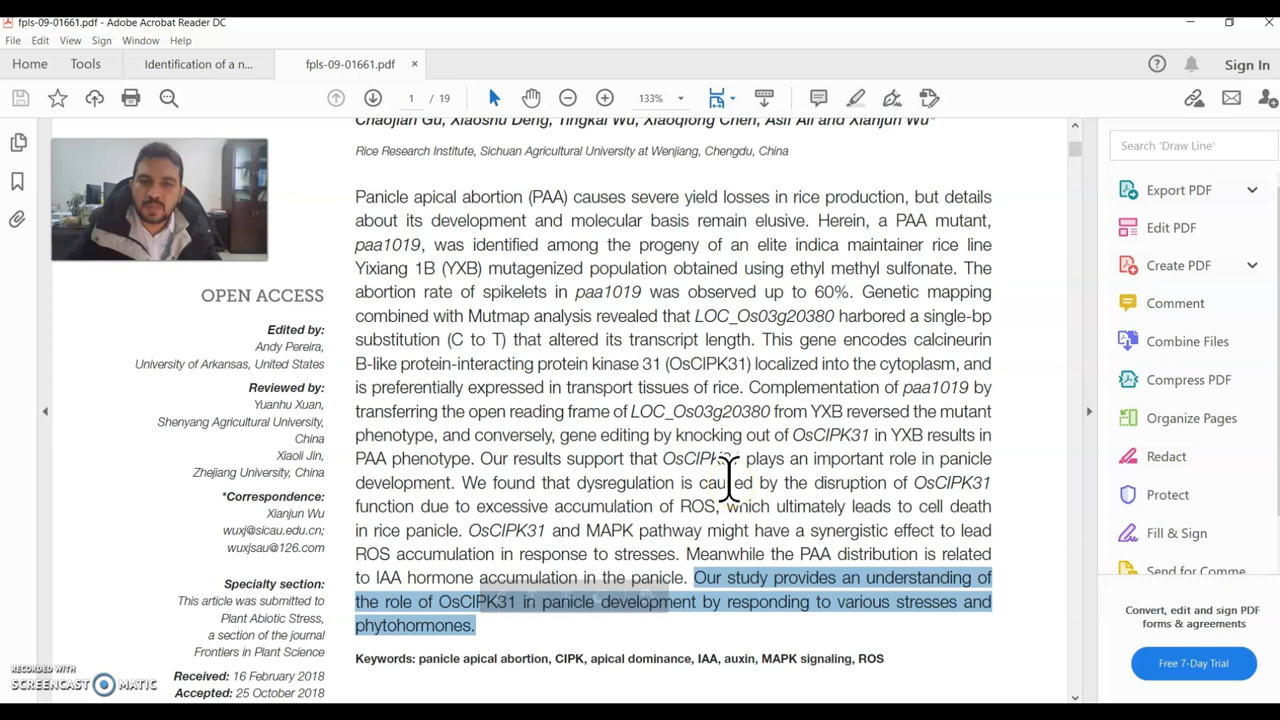 fpls-09-01661.pdf - Adobe Acrobat Reader DC
File Edit View Sign Window Help
Home Tools Identification of a n... fpls-09-01661.pdf × Sign In
1 / 19 133% Search 'Draw Line'
Chaojian Gu, Xiaoshu Deng, Tingkai Wu, Xiaoqiong Chen, Asif Ali and Xianjun Wu*
Rice Research Institute, Sichuan Agricultural University at Wenjiang, Chengdu, China
Panicle apical abortion (PAA) causes severe yield losses in rice production, but details
about its development and molecular basis remain elusive. Herein, a PAA mutant,
paa1019, was identified among the progeny of an elite indica maintainer rice line
Yixiang 1B (YXB) mutagenized population obtained using ethyl methyl sulfonate. The
abortion rate of spikelets in paa1019 was observed up to 60%. Genetic mapping
combined with Mutmap analysis revealed that LOC_Os03g20380 harbored a single-bp
substitution (C to T) that altered its transcript length. This gene encodes calcineurin
B-like protein-interacting protein kinase 31 (OsCIPK31) localized into the cytoplasm, and
is preferentially expressed in transport tissues of rice. Complementation of paa1019 by
transferring the open reading frame of LOC_Os03g20380 from YXB reversed the mutant
phenotype, and conversely, gene editing by knocking out of OsCIPK31 in YXB results in
PAA phenotype. Our results support that plays an important role in panicle
development. We found that dysregulation is caused by the disruption of OsCIPK31
function due to excessive accumulation of ROS, which ultimately leads to cell death
in rice panicle. OsCIPK31 and MAPK pathway might have a synergistic effect to lead
ROS accumulation in response to stresses. Meanwhile the PAA distribution is related
to IAA hormone accumulation in the panicle. Our study provides an understanding of
the role of OsCIPK31 in panicle development by responding to various stresses and
phytohormones.
Keywords: panicle apical abortion, CIPK, apical dominance, IAA, auxin, MAPK signaling, ROS
OPEN ACCESS
Edited by:
Andy Pereira,
University of Arkansas, United States
Reviewed by:
Yuanhu Xuan,
Shenyang Agricultural University,
China
Xiaoli Jin,
Zhejiang University, China
*Correspondence:
Xianjun Wu
wuxj@sicau.edu.cn;
wuxjsau@126.com
Specialty section:
This article was submitted to
Plant Abiotic Stress,
a section of the journal
Frontiers in Plant Science
Received: 16 February 2018
Accepted: 25 October 2018
RECORDED WITH
SCREENCAST MATIC
Export PDF
Edit PDF
Create PDF
Comment
Combine Files
Compress PDF
Organize Pages
Redact
Protect
Fill & Sign
Send for Comme
Convert, edit and sign PDF
forms & agreements
Free 7-Day Trial